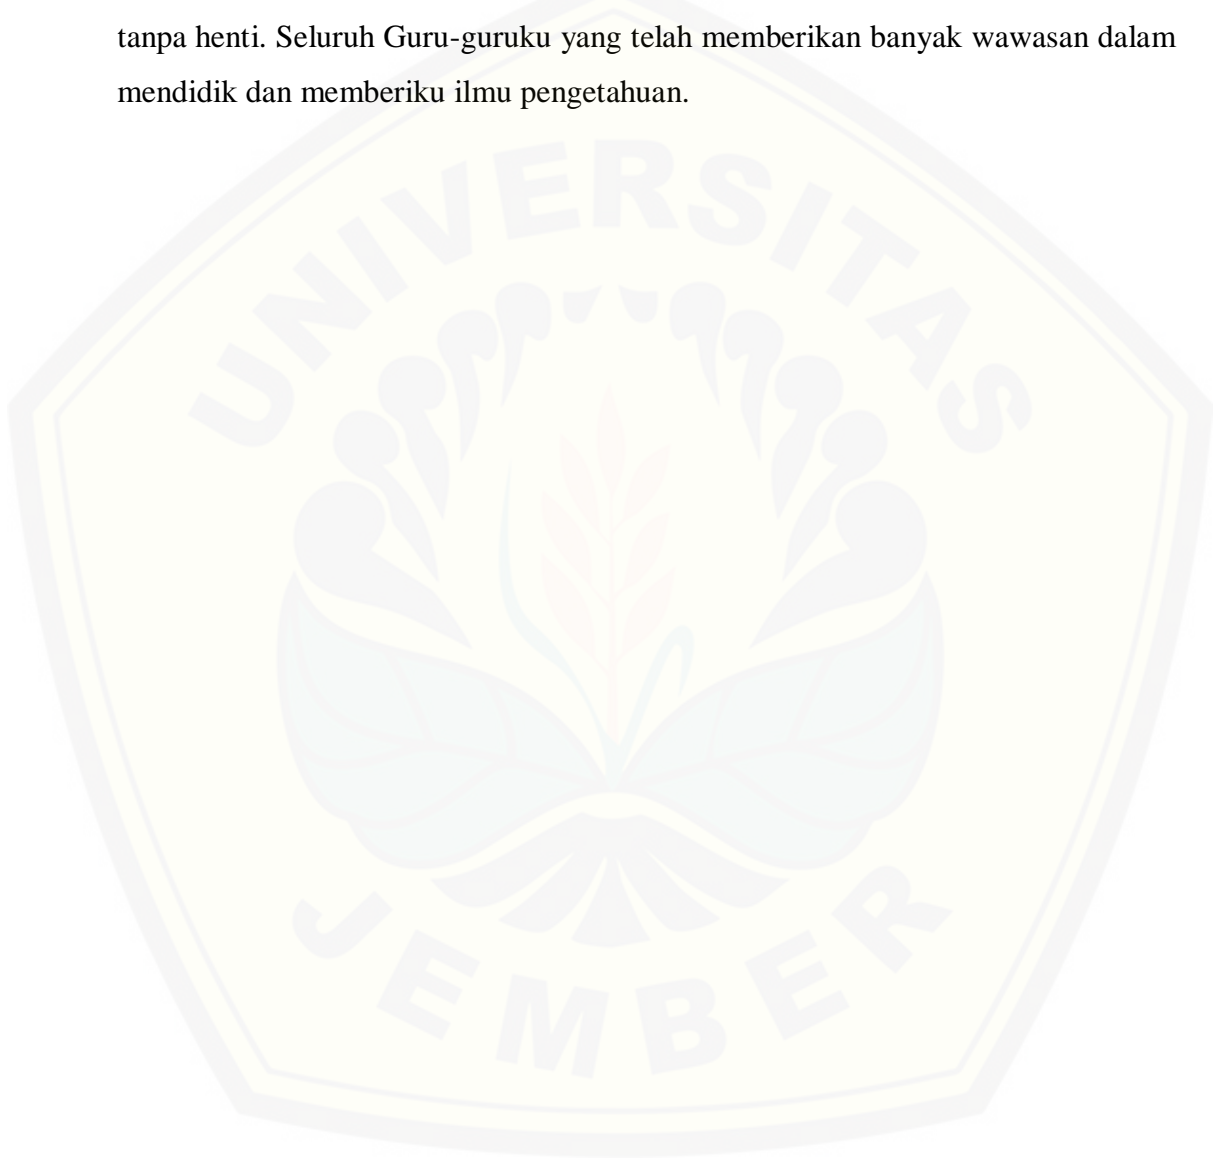 tanpa henti. Seluruh Guru-guruku yang telah memberikan banyak wawasan dalam
mendidik dan memberiku ilmu pengetahuan.
UNIVERSITAS
JEMBER